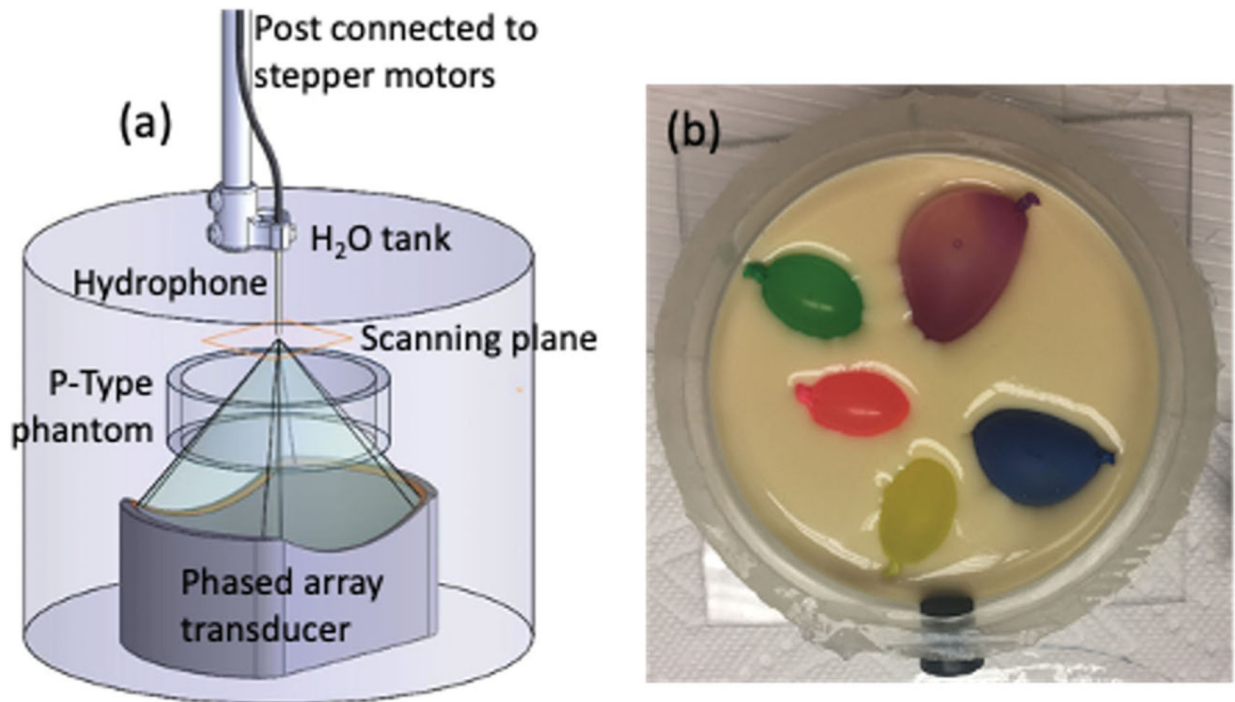 Post connected to
stepper motors
(a)
H₂O tank
Hydrophone
Scanning plane
P-Type
phantom
Phased array
transducer
(b)